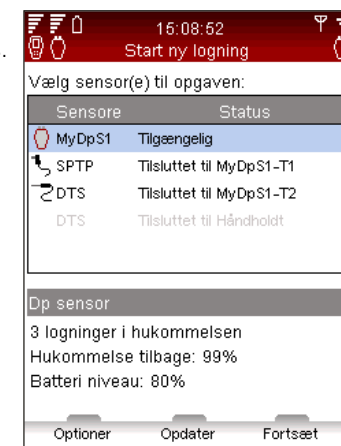 15:08:52
Start ny logning
Vælg sensor(e) til opgaven:
Sensore Status
MyDpS1 Tilgængelig
SPTP Tilsluttet til MyDpS1-T1
DTS Tilsluttet til MyDpS1-T2
DTS Tilsluttet til Håndholdt
Dp sensor
3 logninger i hukommelsen
Hukommelse tilbage: 99%
Batteri niveau: 80%
Optioner Opdater Fortsæt